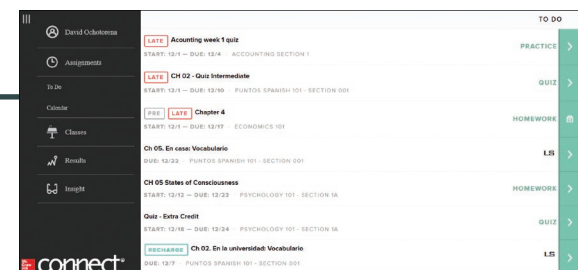 TO DO
David Ochotorena
Assignments
To Do
Calendar
Classes
Results
Insight
Mc Graw Hill Education
connect®
LATE Acounting week 1 quiz
START: 12/1 — DUE: 12/4 · ACCOUNTING SECTION 1
PRACTICE
LATE CH 02 - Quiz Intermediate
START: 12/1 — DUE: 12/10 · PUNTOS SPANISH 101 - SECTION 001
QUIZ
PRE LATE Chapter 4
START: 12/1 — DUE: 12/17 · ECONOMICS 101
HOMEWORK
Ch 05. En casa: Vocabulario
DUE: 12/23 · PUNTOS SPANISH 101 - SECTION 001
LS
CH 05 States of Consciousness
START: 12/12 — DUE: 12/23 · PSYCHOLOGY 101 - SECTION 1A
HOMEWORK
Quiz - Extra Credit
START: 12/18 — DUE: 12/24 · PSYCHOLOGY 101 - SECTION 1A
QUIZ
RECHARGE Ch 02. En la universidad: Vocabulario
DUE: 12/7 · PUNTOS SPANISH 101 - SECTION 001
LS